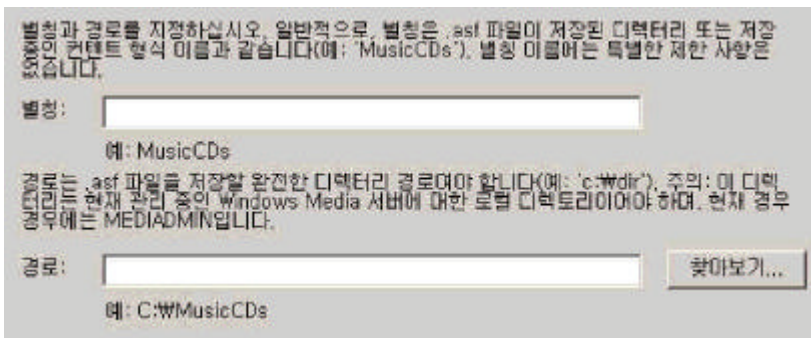 별칭과 경로를 지정하십시오. 일반적으로, 별칭은 .asf 파일이 저장된 디렉터리 또는 저장
중인 컨텐트 형식 이름과 같습니다(예: 'MusicCDs'). 별칭 이름에는 특별한 제한 사항은
없습니다.
별칭:
예: MusicCDs
경로는 .asf 파일을 저장할 완전한 디렉터리 경로여야 합니다(예: 'c:₩dir'). 주의: 이 디렉
터리는 현재 관리 중인 Windows Media 서버에 대한 로컬 디렉토리이어야 하며, 현재 경우
경우에는 MEDIADMIN입니다.
경로:
찾아보기...
예: C:₩MusicCDs